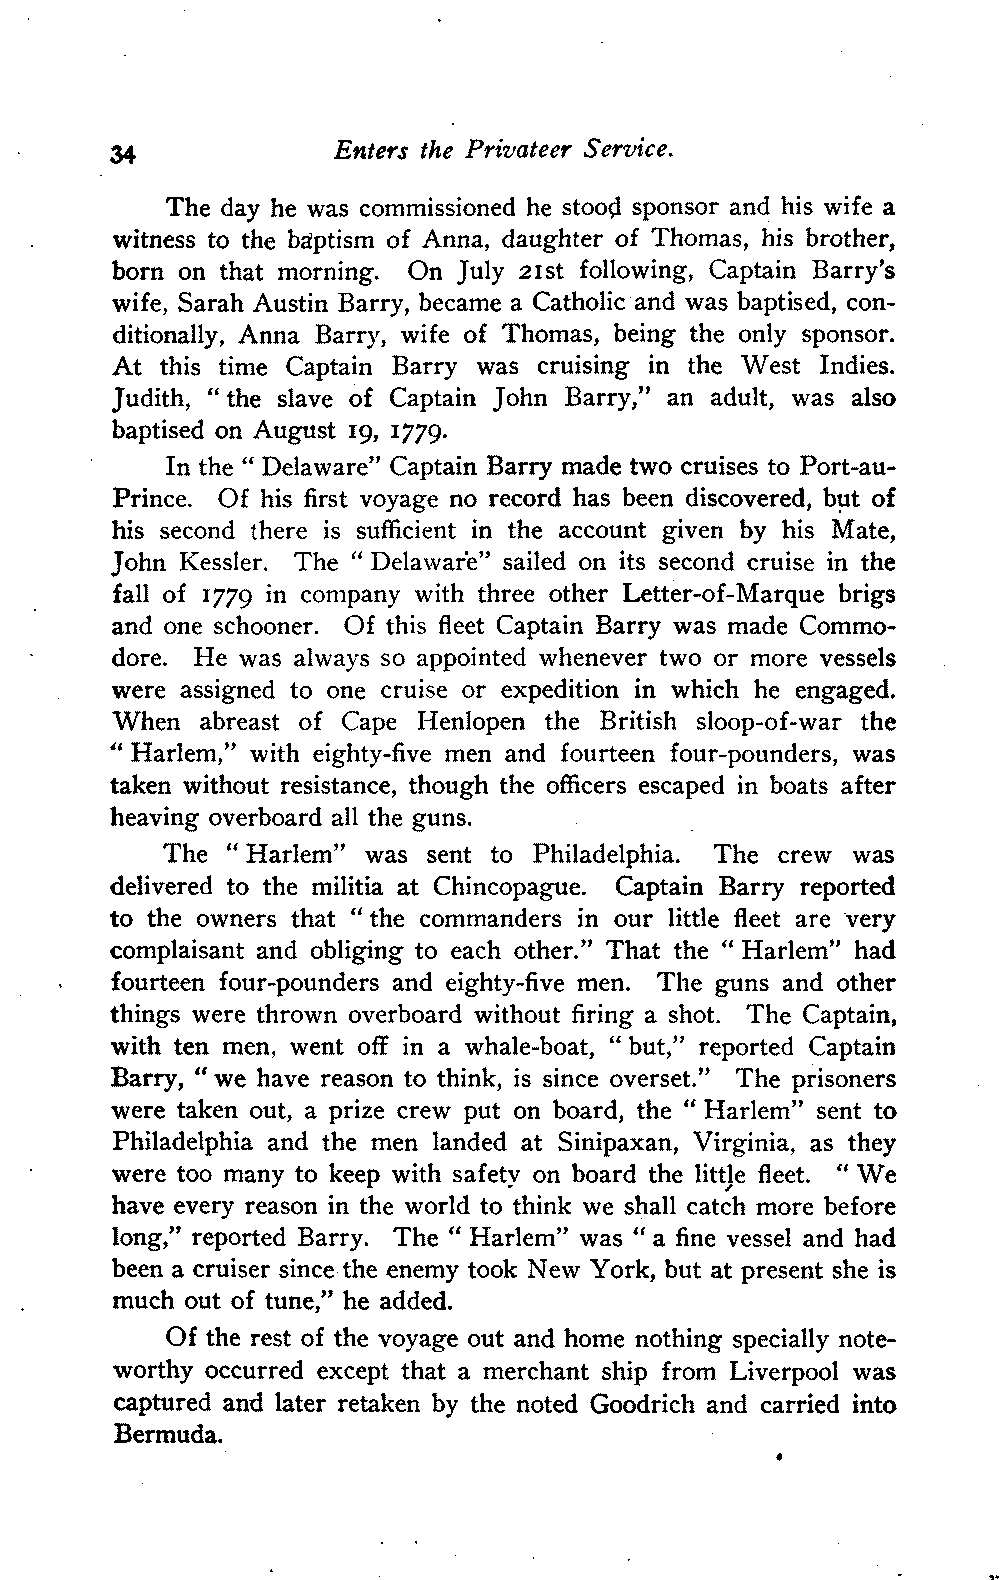 34 Enters the Privateer Service.
The day he was commissioned he stood sponsor and his wife a
witness to the baptism of Anna, daughter of Thomas, his brother,
born on that morning. On July 21st following, Captain Barry's
wife, Sarah Austin Barry, became a Catholic and was baptised, con-
ditionally, Anna Barry, wife of Thomas, being the only sponsor.
At this time Captain Barry was cruising in the West Indies.
Judith, "the slave of Captain John Barry," an adult, was also
baptised on August 19, 1779.
In the "Delaware" Captain Barry made two cruises to Port-au-
Prince. Of his first voyage no record has been discovered, but of
his second there is sufficient in the account given by his Mate,
John Kessler. The "Delaware" sailed on its second cruise in the
fall of 1779 in company with three other Letter-of-Marque brigs
and one schooner. Of this fleet Captain Barry was made Commo-
dore. He was always so appointed whenever two or more vessels
were assigned to one cruise or expedition in which he engaged.
When abreast of Cape Henlopen the British sloop-of-war the
"Harlem," with eighty-five men and fourteen four-pounders, was
taken without resistance, though the officers escaped in boats after
heaving overboard all the guns.
The "Harlem" was sent to Philadelphia. The crew was
delivered to the militia at Chincopague. Captain Barry reported
to the owners that "the commanders in our little fleet are very
complaisant and obliging to each other." That the "Harlem" had
fourteen four-pounders and eighty-five men. The guns and other
things were thrown overboard without firing a shot. The Captain,
with ten men, went off in a whale-boat, "but," reported Captain
Barry, "we have reason to think, is since overset." The prisoners
were taken out, a prize crew put on board, the "Harlem" sent to
Philadelphia and the men landed at Sinipaxan, Virginia, as they
were too many to keep with safety on board the little fleet. "We
have every reason in the world to think we shall catch more before
long," reported Barry. The "Harlem" was "a fine vessel and had
been a cruiser since the enemy took New York, but at present she is
much out of tune," he added.
Of the rest of the voyage out and home nothing specially note-
worthy occurred except that a merchant ship from Liverpool was
captured and later retaken by the noted Goodrich and carried into
Bermuda.